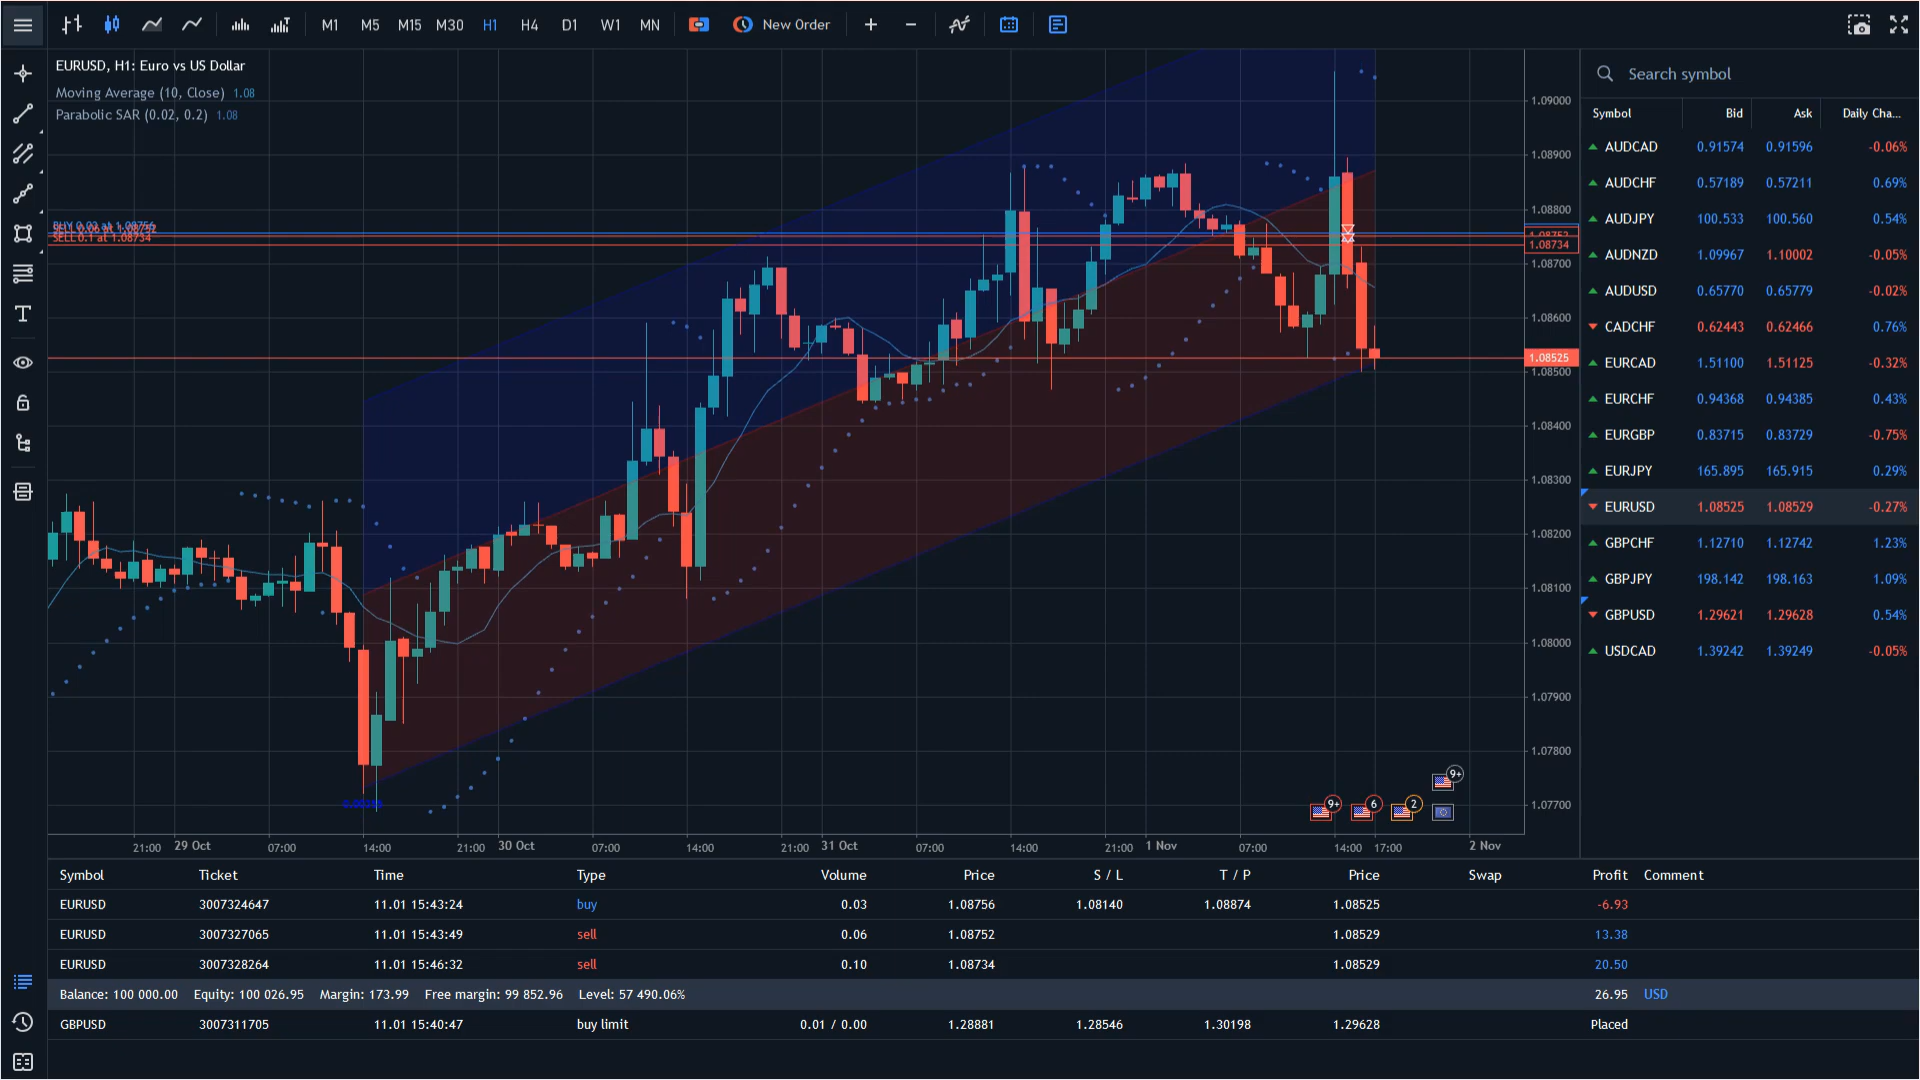 M1 M5 M15 M30 H1 H4 D1 W1 MN New Order
EURUSD, H1: Euro vs US Dollar
Moving Average (10, Close) 1.08
Parabolic SAR (0.02, 0.2) 1.08
SELL 0.1 at 1.08734
1.09000
1.08900
1.08800
1.08734
1.08700
1.08600
1.08525
1.08500
1.08400
1.08300
1.08200
1.08100
1.08000
1.07900
1.07800
1.07700
9+
9+ 6 2
21:00 29 Oct 07:00 14:00 21:00 30 Oct 07:00 14:00 21:00 31 Oct 07:00 14:00 21:00 1 Nov 07:00 14:00 17:00 2 Nov
Search symbol
Symbol Bid Ask Daily Cha...
AUDCAD 0.91574 0.91596 -0.06%
AUDCHF 0.57189 0.57211 0.69%
AUDJPY 100.533 100.560 0.54%
AUDNZD 1.09967 1.10002 -0.05%
AUDUSD 0.65770 0.65779 -0.02%
CADCHF 0.62443 0.62466 0.76%
EURCAD 1.51100 1.51125 -0.32%
EURCHF 0.94368 0.94385 0.43%
EURGBP 0.83715 0.83729 -0.75%
EURJPY 165.895 165.915 0.29%
EURUSD 1.08525 1.08529 -0.27%
GBPCHF 1.12710 1.12742 1.23%
GBPJPY 198.142 198.163 1.09%
GBPUSD 1.29621 1.29628 0.54%
USDCAD 1.39242 1.39249 -0.05%
Symbol Ticket Time Type Volume Price S / L T / P Price Swap Profit Comment
EURUSD 3007324647 11.01 15:43:24 buy 0.03 1.08756 1.08140 1.08874 1.08525 -6.93
EURUSD 3007327065 11.01 15:43:49 sell 0.06 1.08752 1.08529 13.38
EURUSD 3007328264 11.01 15:46:32 sell 0.10 1.08734 1.08529 20.50
Balance: 100 000.00 Equity: 100 026.95 Margin: 173.99 Free margin: 99 852.96 Level: 57 490.06% 26.95 USD
GBPUSD 3007311705 11.01 15:40:47 buy limit 0.01 / 0.00 1.28881 1.28546 1.30198 1.29628 Placed